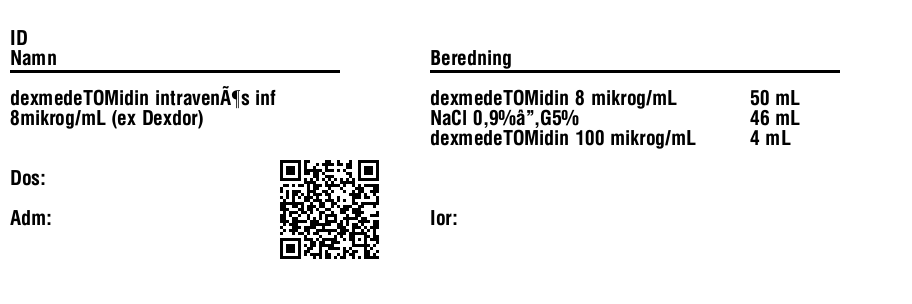 ID
Namn
dexmedeTOMidin intravenÃ¶s inf
8mikrog/mL (ex Dexdor)
Dos:
Adm:
Beredning
dexmedeTOMidin 8 mikrog/mL 50 mL
NaCl 0,9%â”‚G5% 46 mL
dexmedeTOMidin 100 mikrog/mL 4 mL
Ior: